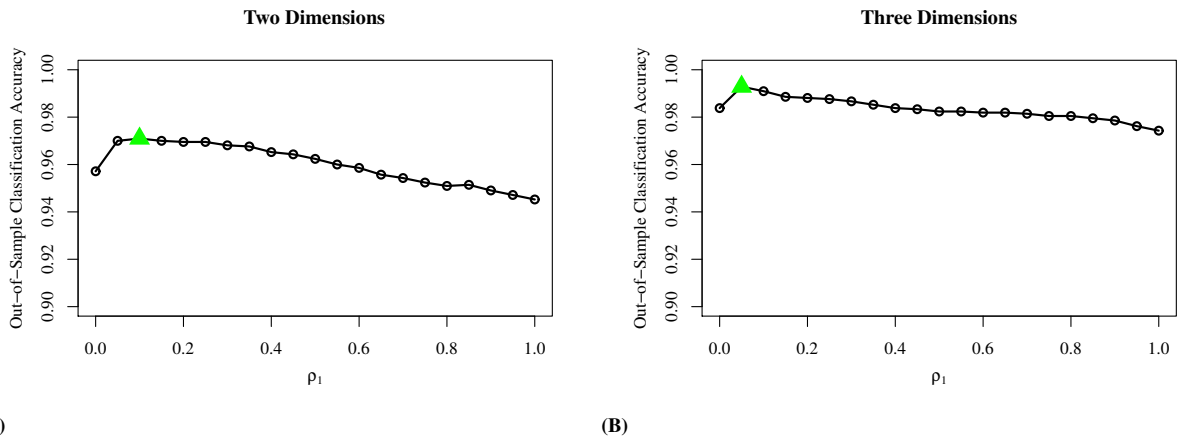 Two Dimensions
Out−of−Sample Classification Accuracy
1.00
0.98
0.96
0.94
0.92
0.90
0.0 0.2 0.4 0.6 0.8 1.0
ρ1
)
Three Dimensions
Out−of−Sample Classification Accuracy
1.00
0.98
0.96
0.94
0.92
0.90
0.0 0.2 0.4 0.6 0.8 1.0
ρ1
(B)